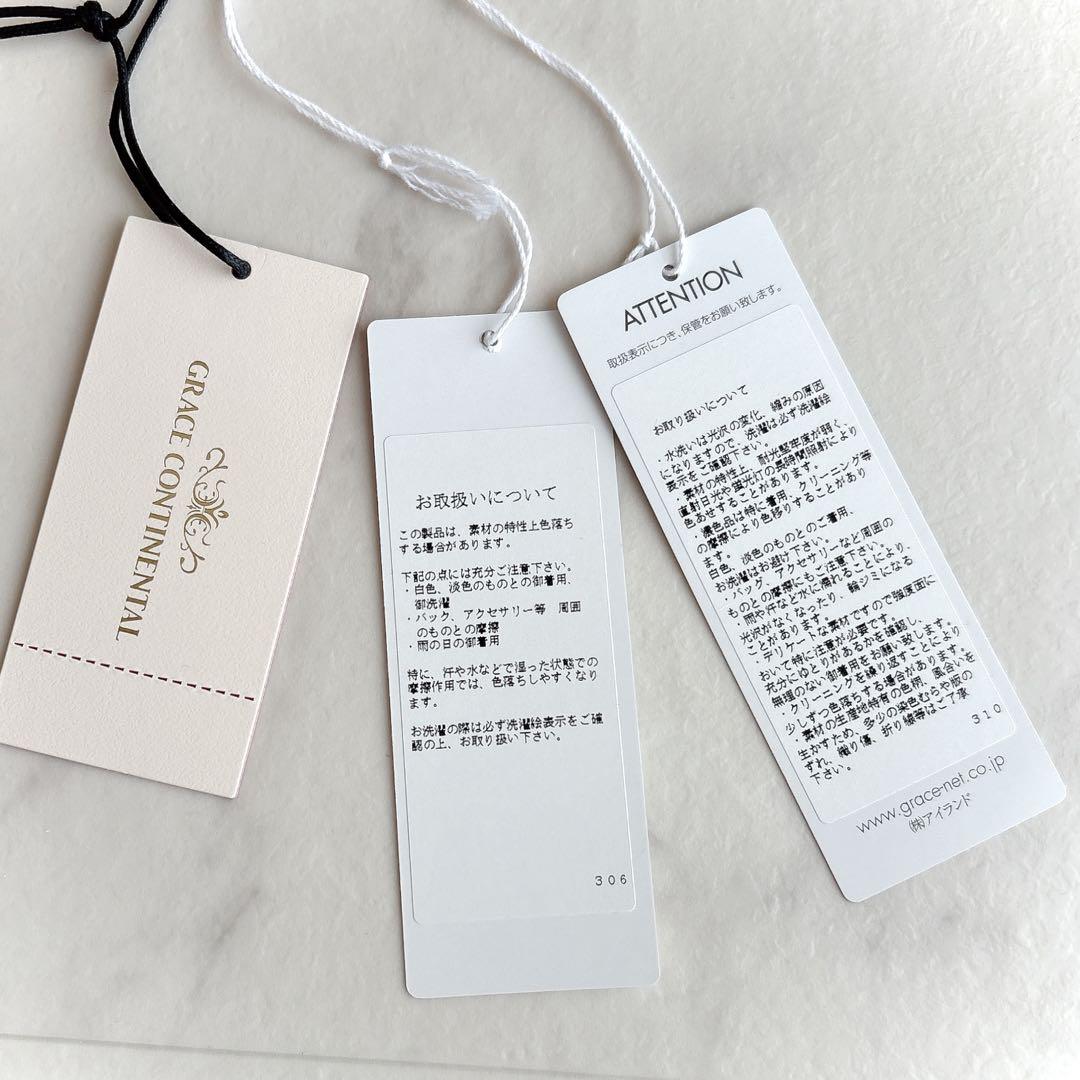 GRACE CONTINENTAL
お取扱いについて
この製品は、素材の特性上色落ち
する場合があります。
下記の点には充分ご注意下さい。
・白色、淡色のものとの御着用、
御洗濯
・バック、アクセサリー等　周囲
のものとの摩擦
・雨の日の御着用
特に、汗や水などで湿った状態での
摩擦作用では、色落ちしやすくなり
ます。
お洗濯の際は必ず洗濯絵表示をご確
認の上、お取り扱い下さい。
306
ATTENTION
取扱表示につき、保管をお願い致します。
お取り扱いについて
・水洗いは光沢の変化、縮みの原因
になりますので、洗濯は必ず洗濯絵
表示をご確認下さい。
・素材の特性上、耐光堅牢度が弱く、
直射日光や蛍光灯の長時間照射により
色あせすることがあります。
・濃色品は特に着用、クリーニング等
の摩擦により色移りすることがあり
ます。
白色、淡色のものとのご着用、
お洗濯はお避け下さい。
・バッグ、アクセサリーなど周囲の
ものとの摩擦にもご注意下さい。
・雨や汗など水に濡れることにより、
光沢がなくなったり、輪ジミになる
ことがあります。
・デリケートな素材ですので強度面に
おいて特に注意が必要です。
充分にゆとりがあるかを確認し、
無理のない御着用をお願い致します。
・クリーニングを繰り返すことにより
少しずつ色落ちする場合があります。
・素材の生産地特有の色柄、風合いを
生かすため、多少の染色むらや版の
ずれ、織り傷、折り線等はご了承
下さい。
310
www.grace-net.co.jp
㈱アイランド